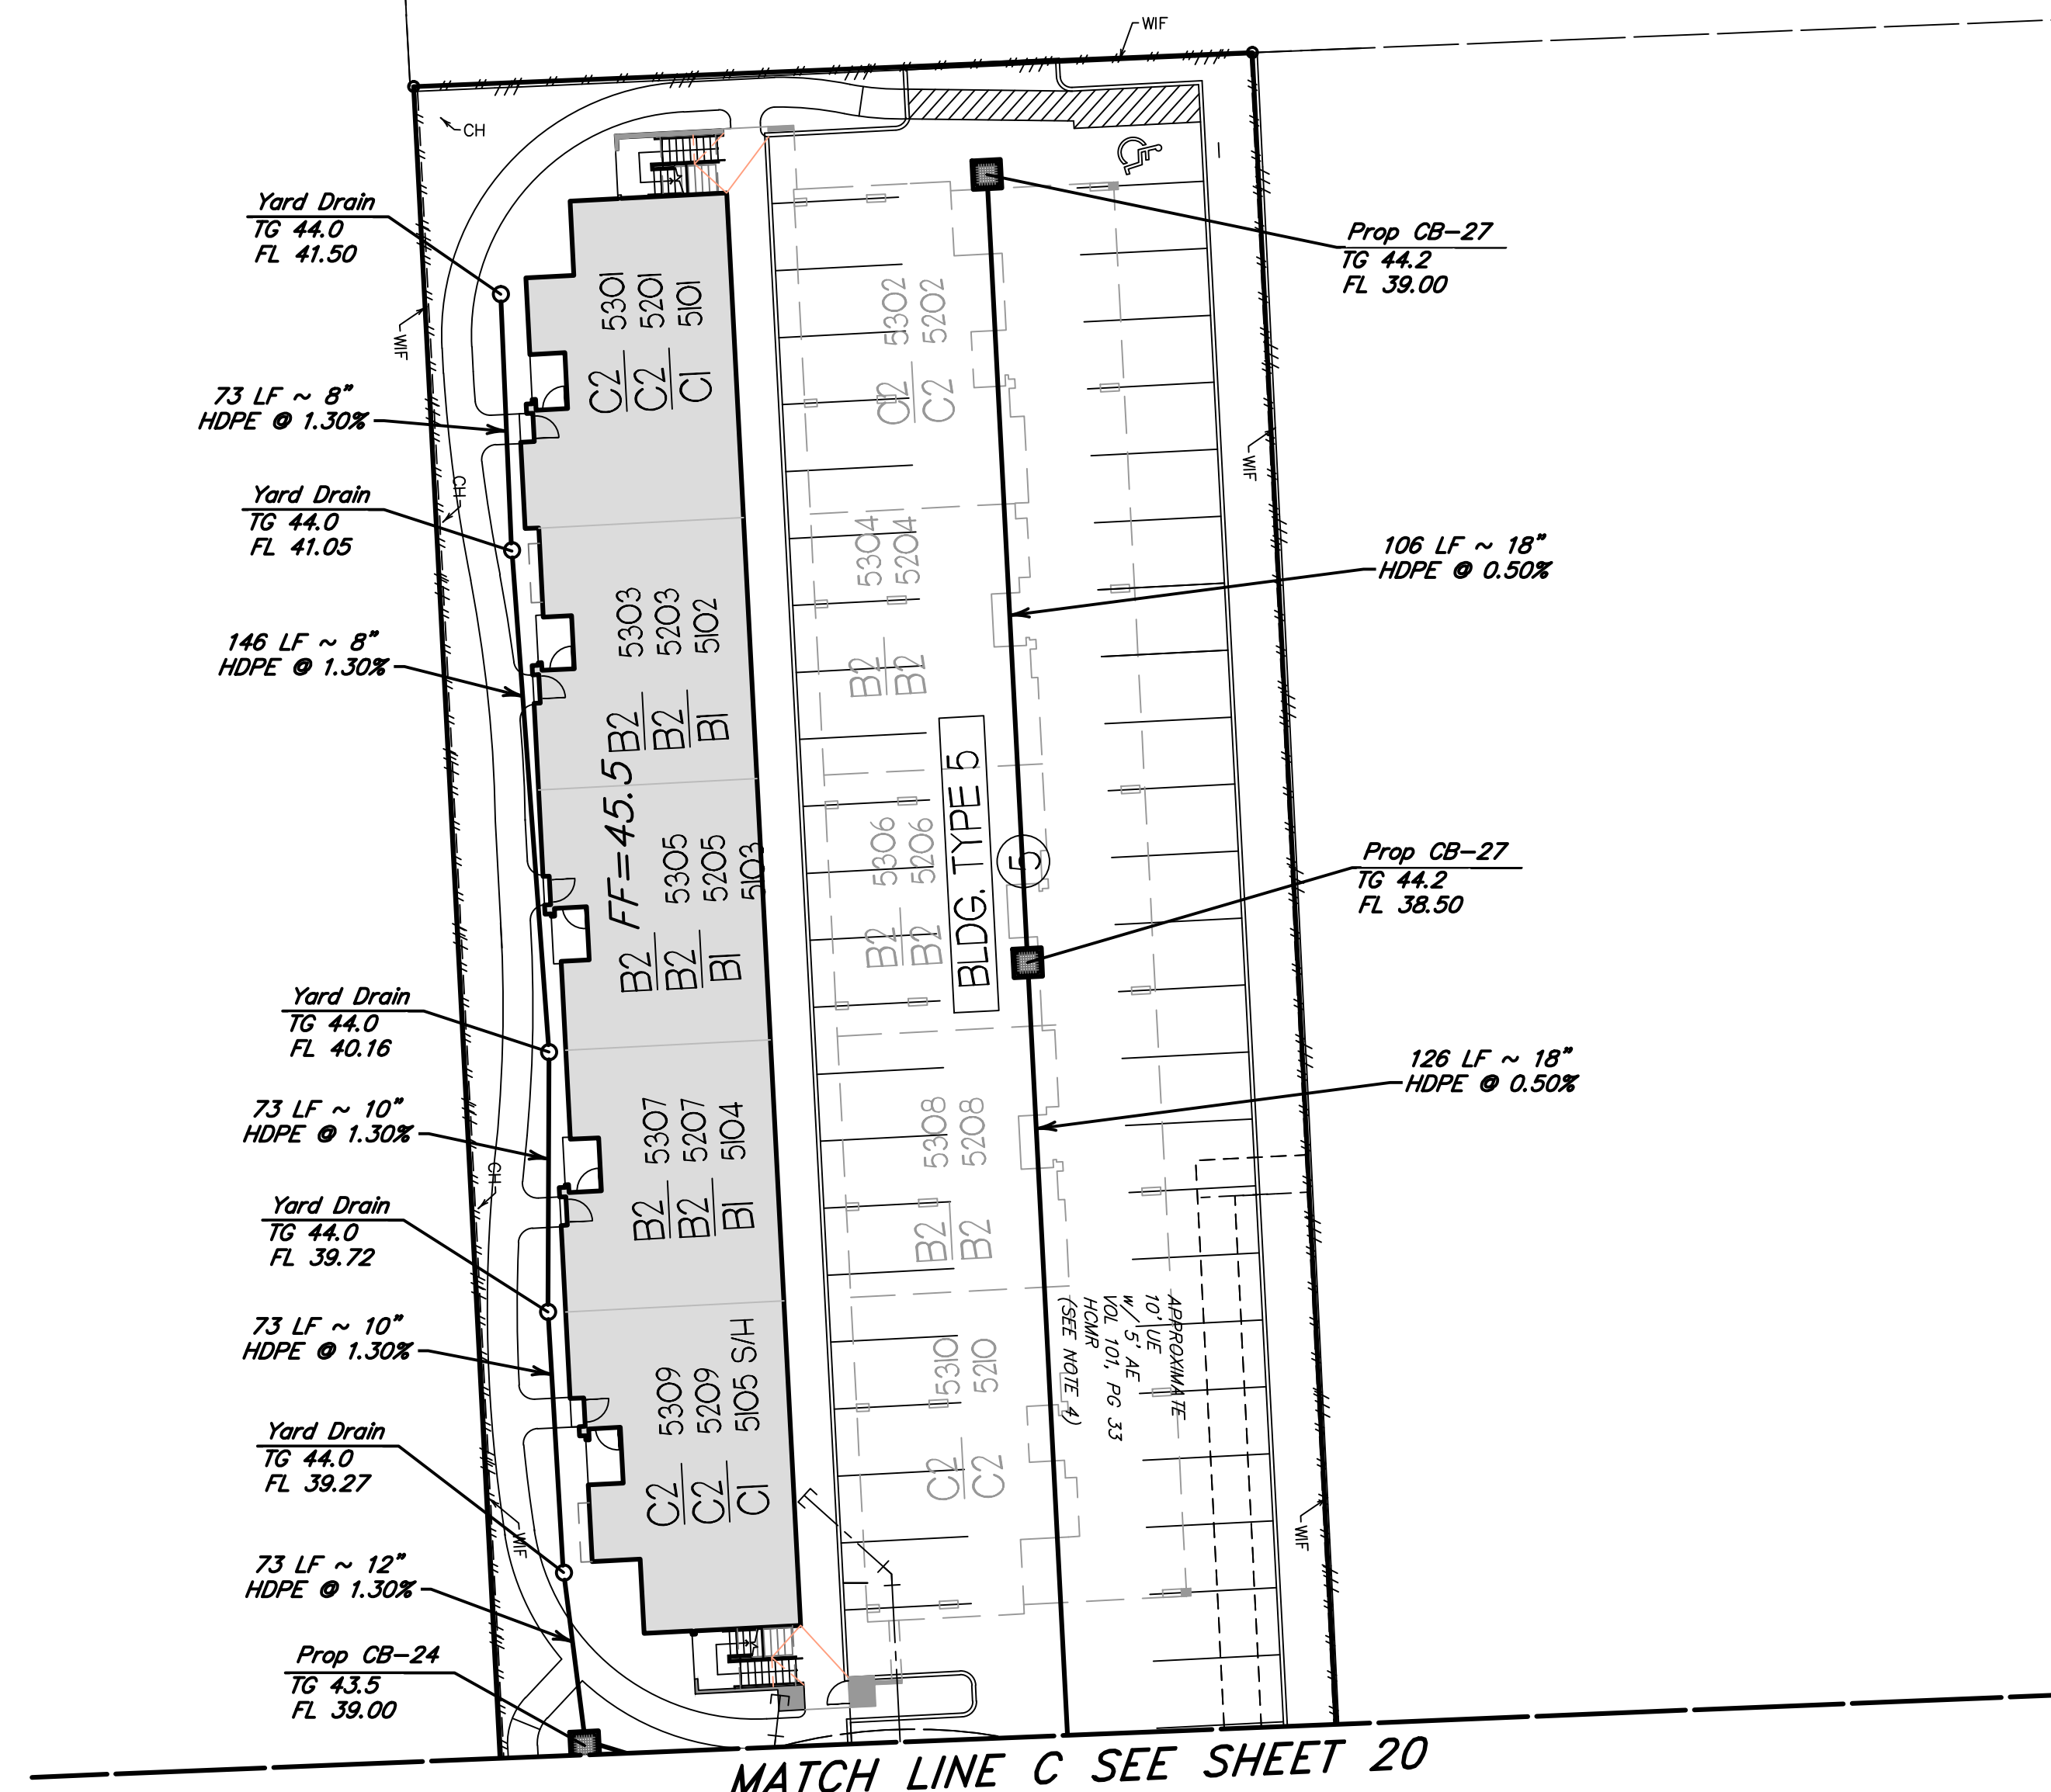 WIF
CH
Yard Drain
TG 44.0
FL 41.50
Prop CB-27
TG 44.2
FL 39.00
WIF
5301
5201
5101
C2
C2
C1
5302
5202
C2
C2
73 LF ~ 8"
HDPE @ 1.30%
WIF
CH
Yard Drain
TG 44.0
FL 41.05
106 LF ~ 18"
HDPE @ 0.50%
5304
5204
B2
B2
146 LF ~ 8"
HDPE @ 1.30%
5303
5203
5102
B2
B2
B1
FF=45.5
BLDG. TYPE 5
5
5305
5205
5103
B2
B2
B1
5306
5206
B2
B2
Prop CB-27
TG 44.2
FL 38.50
Yard Drain
TG 44.0
FL 40.16
126 LF ~ 18"
HDPE @ 0.50%
73 LF ~ 10"
HDPE @ 1.30%
5307
5207
5104
B2
B2
B1
5308
5208
B2
B2
CH
Yard Drain
TG 44.0
FL 39.72
APPROXIMATE
10' UE
w/ 5' AE
VOL 101, PG 33
HCMR
(SEE NOTE 4)
73 LF ~ 10"
HDPE @ 1.30%
5309
5209
5105 S/H
C2
C2
C1
5310
5210
C2
C2
Yard Drain
TG 44.0
FL 39.27
WIF
WIF
73 LF ~ 12"
HDPE @ 1.30%
Prop CB-24
TG 43.5
FL 39.00
MATCH LINE C SEE SHEET 20